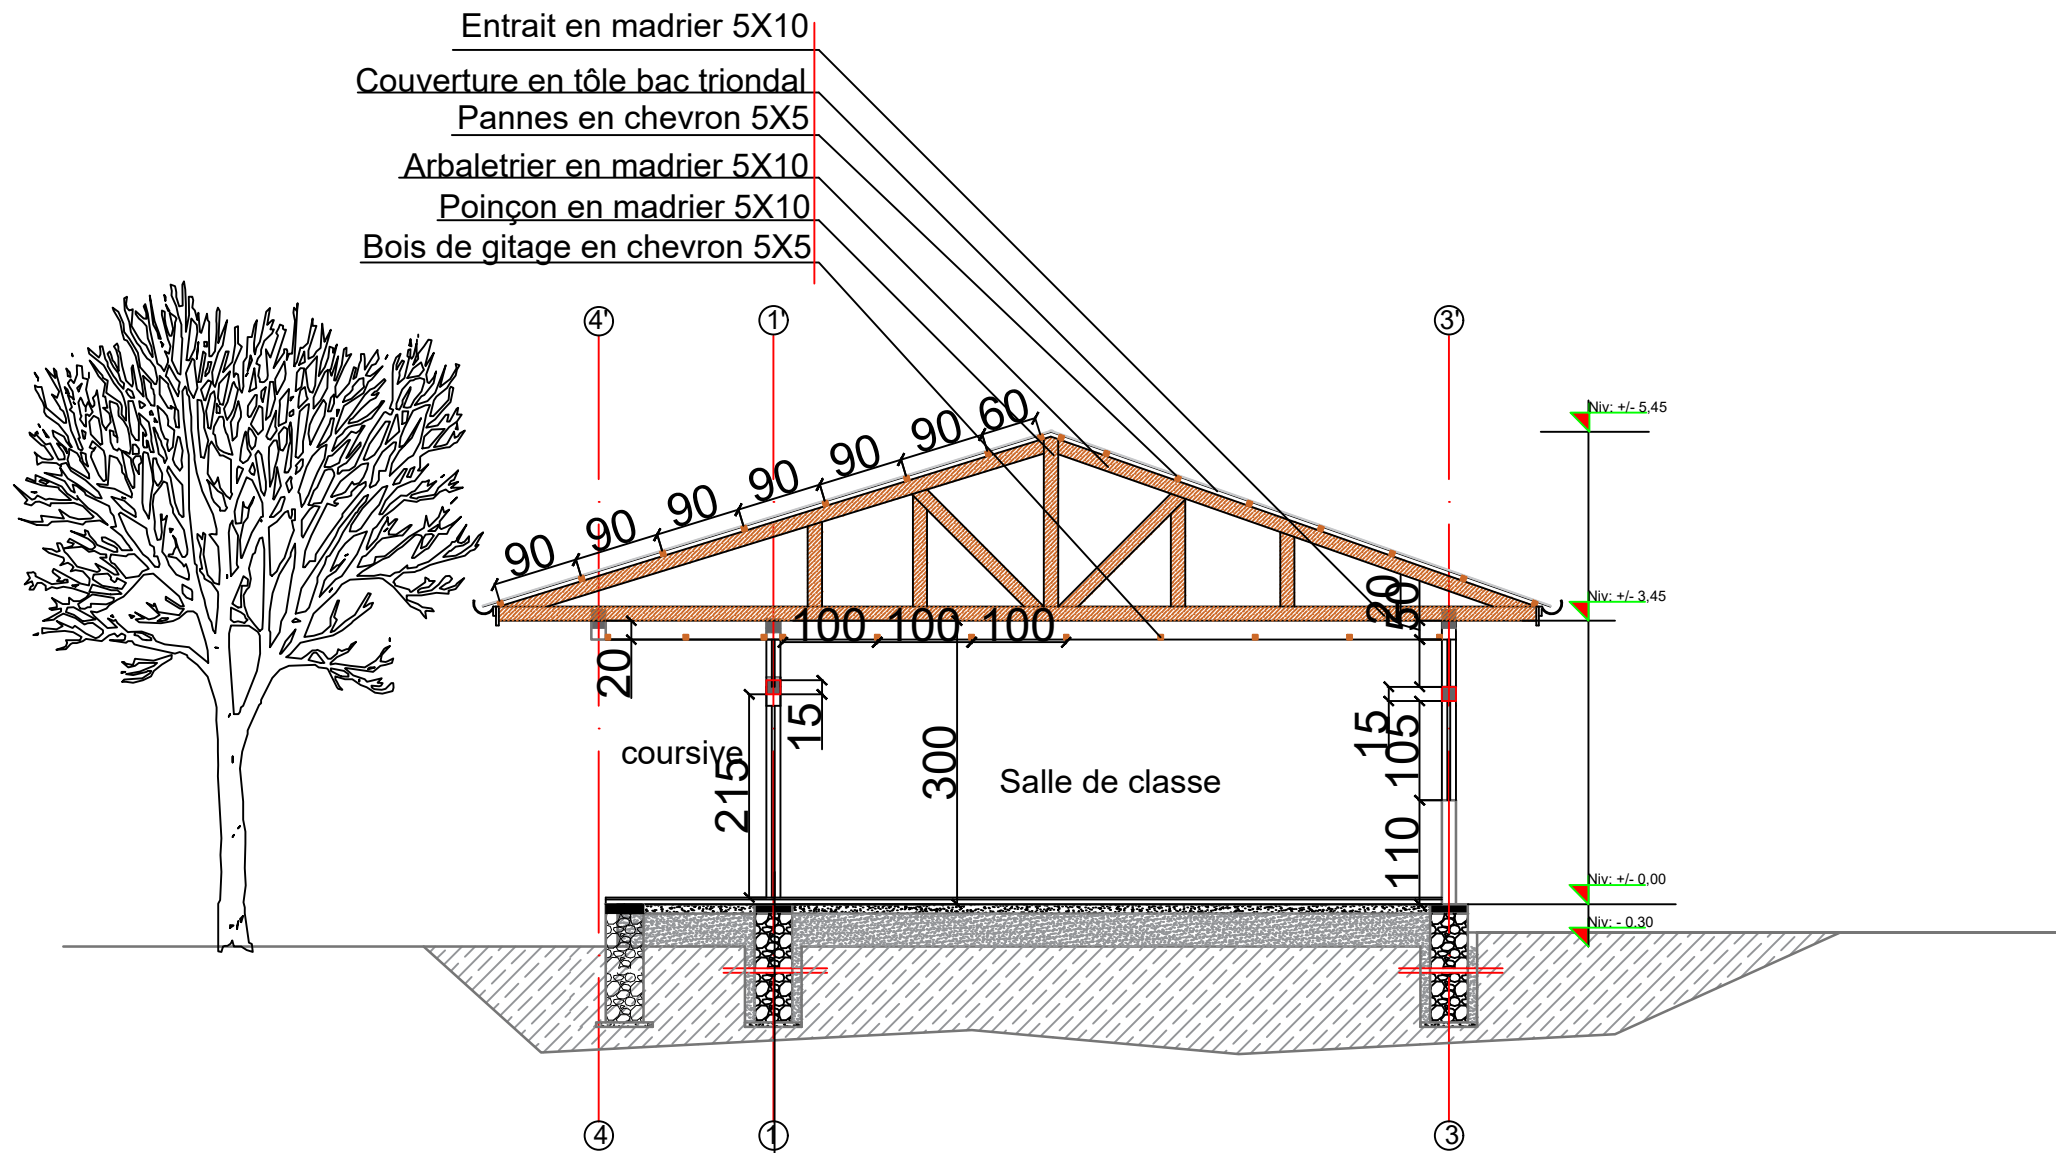 Entrait en madrier 5X10
Couverture en tôle bac triondal
Pannes en chevron 5X5
Arbaletrier en madrier 5X10
Poinçon en madrier 5X10
Bois de gitage en chevron 5X5
4' 1' 3'
90 90 90 90 90 90 60
Niv: +/- 5,45
Niv: +/- 3,45
100 100 100
20
20
50
15
15
105
coursive
215
300
Salle de classe
110
Niv: +/- 0,00
Niv: - 0,30
4 1 3